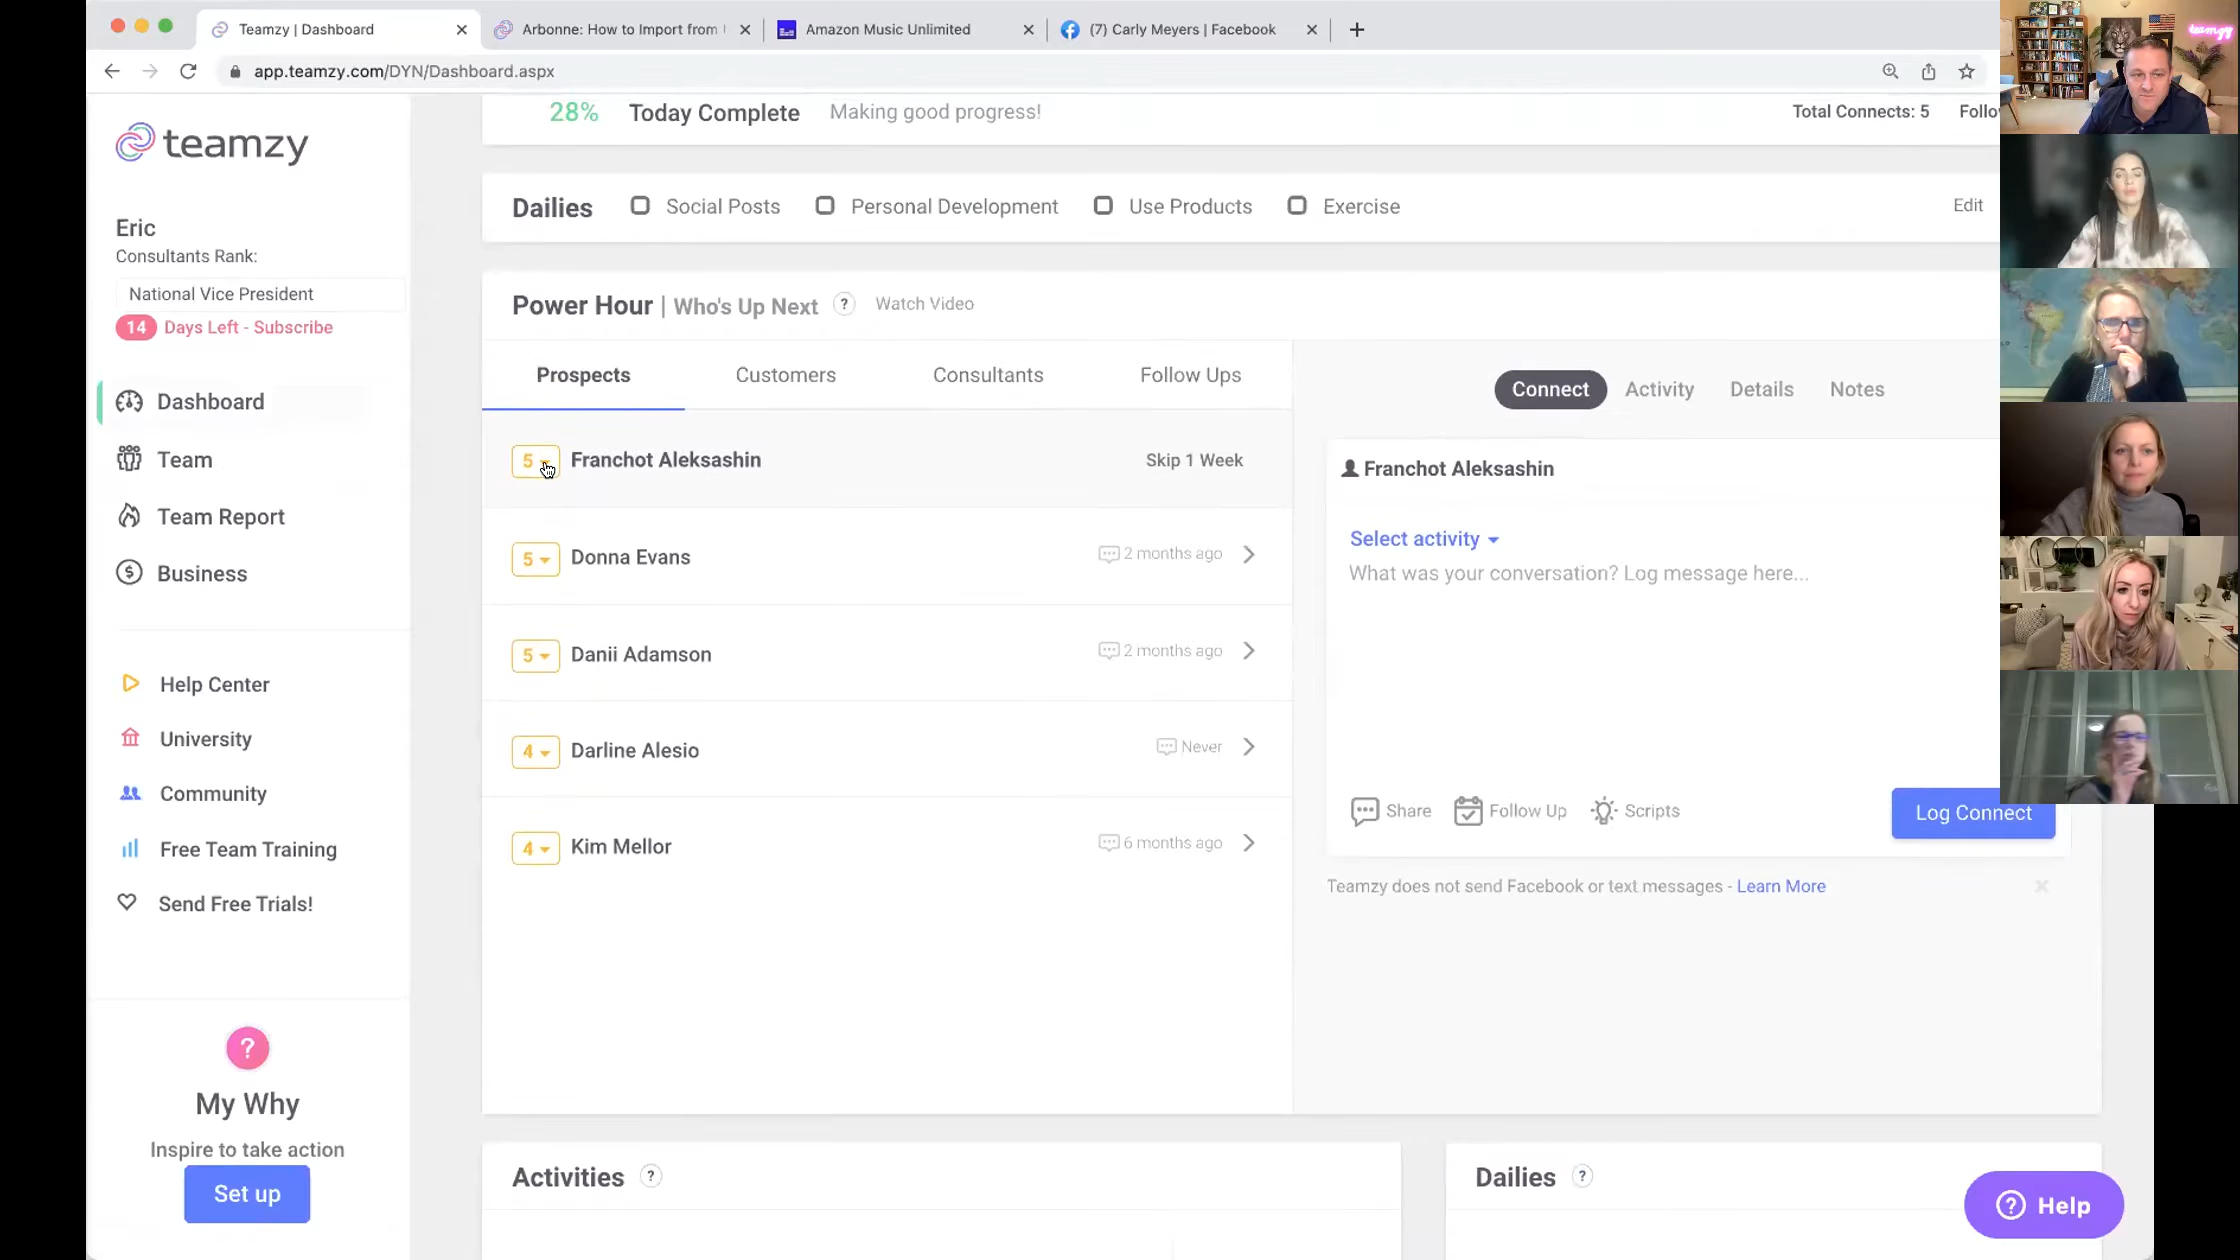 Teamzy | Dashboard
Arbonne: How to Import from
Amazon Music Unlimited
(7) Carly Meyers | Facebook
app.teamzy.com/DYN/Dashboard.aspx
teamzy
teamzy
Eric
Consultants Rank:
National Vice President
14 Days Left - Subscribe
Dashboard
Team
Team Report
Business
Help Center
University
Community
Free Team Training
Send Free Trials!
?
My Why
Inspire to take action
Set up
28% Today Complete Making good progress!
Total Connects: 5 Follo
Dailies Social Posts Personal Development Use Products Exercise Edit
Power Hour | Who's Up Next ? Watch Video
Prospects Customers Consultants Follow Ups
5 Franchot Aleksashin Skip 1 Week
5 Donna Evans 2 months ago
5 Danii Adamson 2 months ago
4 Darline Alesio Never
4 Kim Mellor 6 months ago
Connect Activity Details Notes
Franchot Aleksashin
Select activity
What was your conversation? Log message here...
Share Follow Up Scripts Log Connect
Teamzy does not send Facebook or text messages - Learn More
Activities ?
Dailies ?
? Help